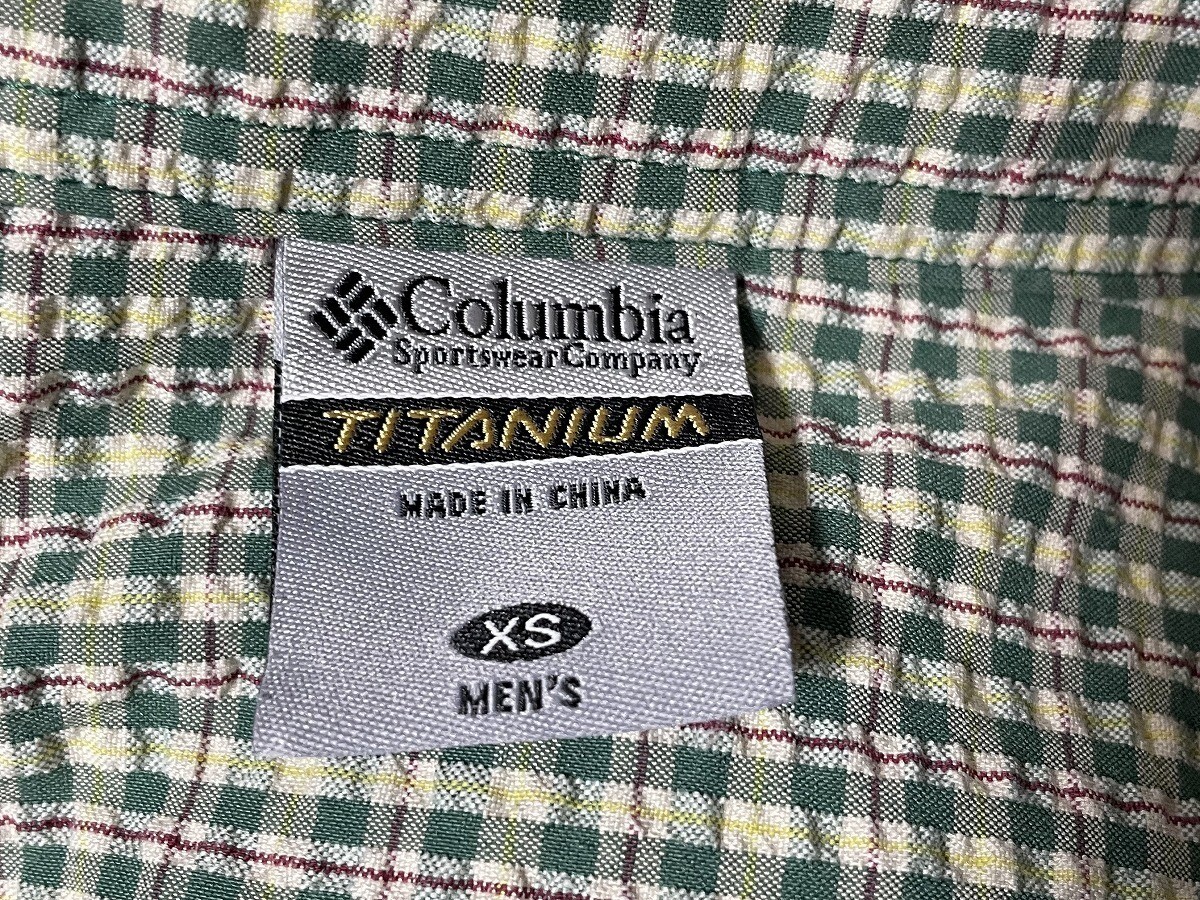 Columbia
Sportswear Company
TITANIUM
MADE IN CHINA
XS
MEN'S